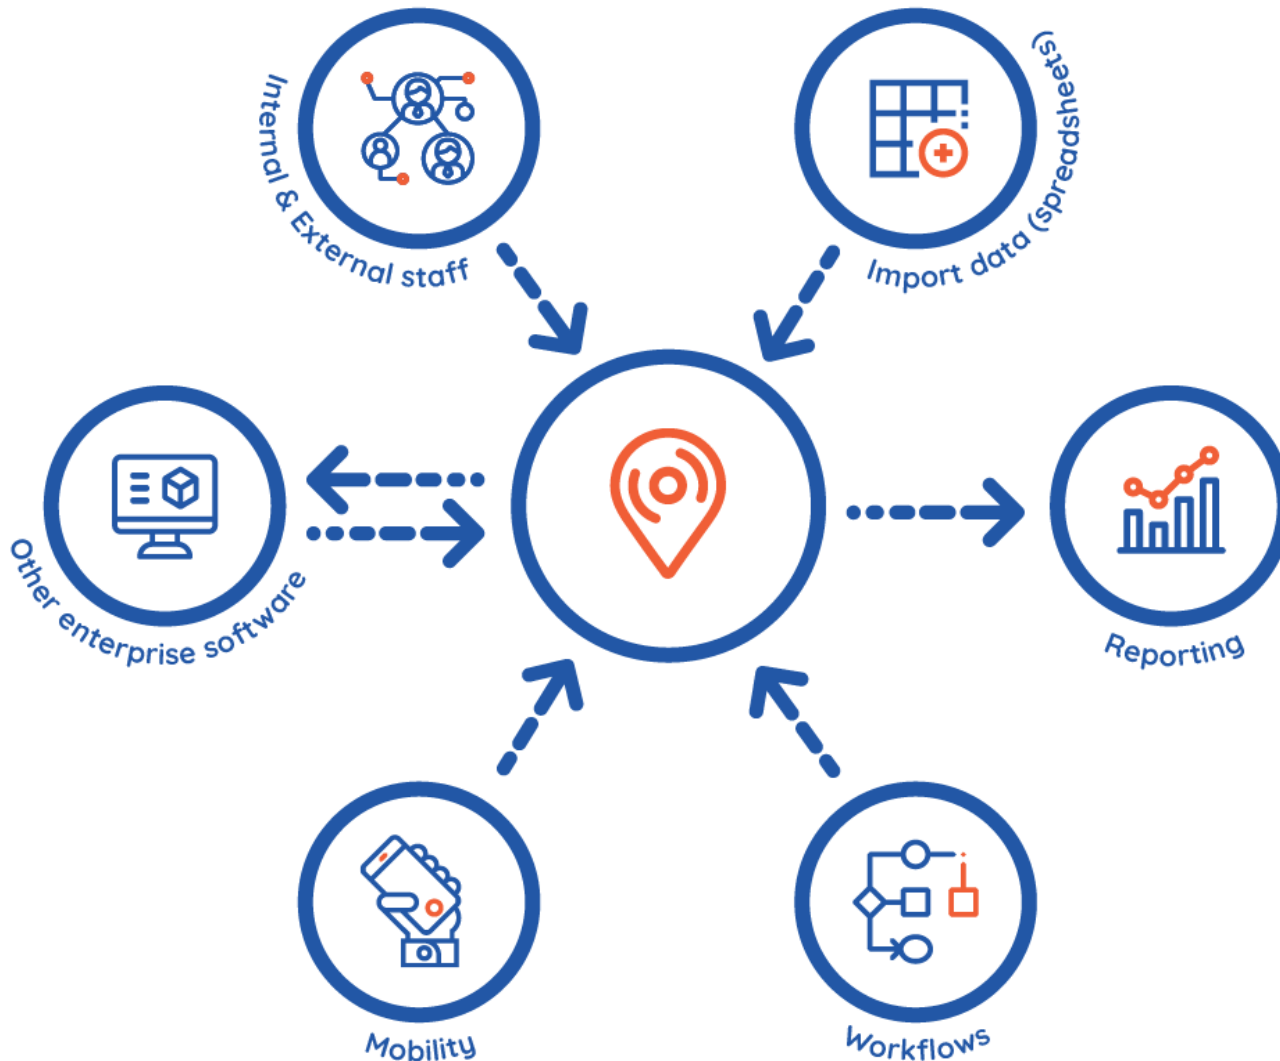 Internal & External staff
Import data (spreadsheets)
Other enterprise software
Reporting
Mobility
Workflows